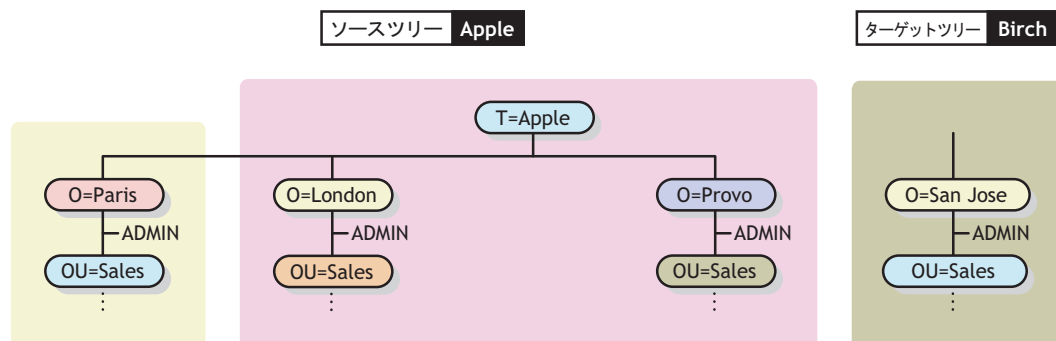 ソースツリー Apple
ターゲットツリー Birch
T=Apple
O=Paris
O=London
O=Provo
O=San Jose
ADMIN
ADMIN
ADMIN
ADMIN
OU=Sales
OU=Sales
OU=Sales
OU=Sales